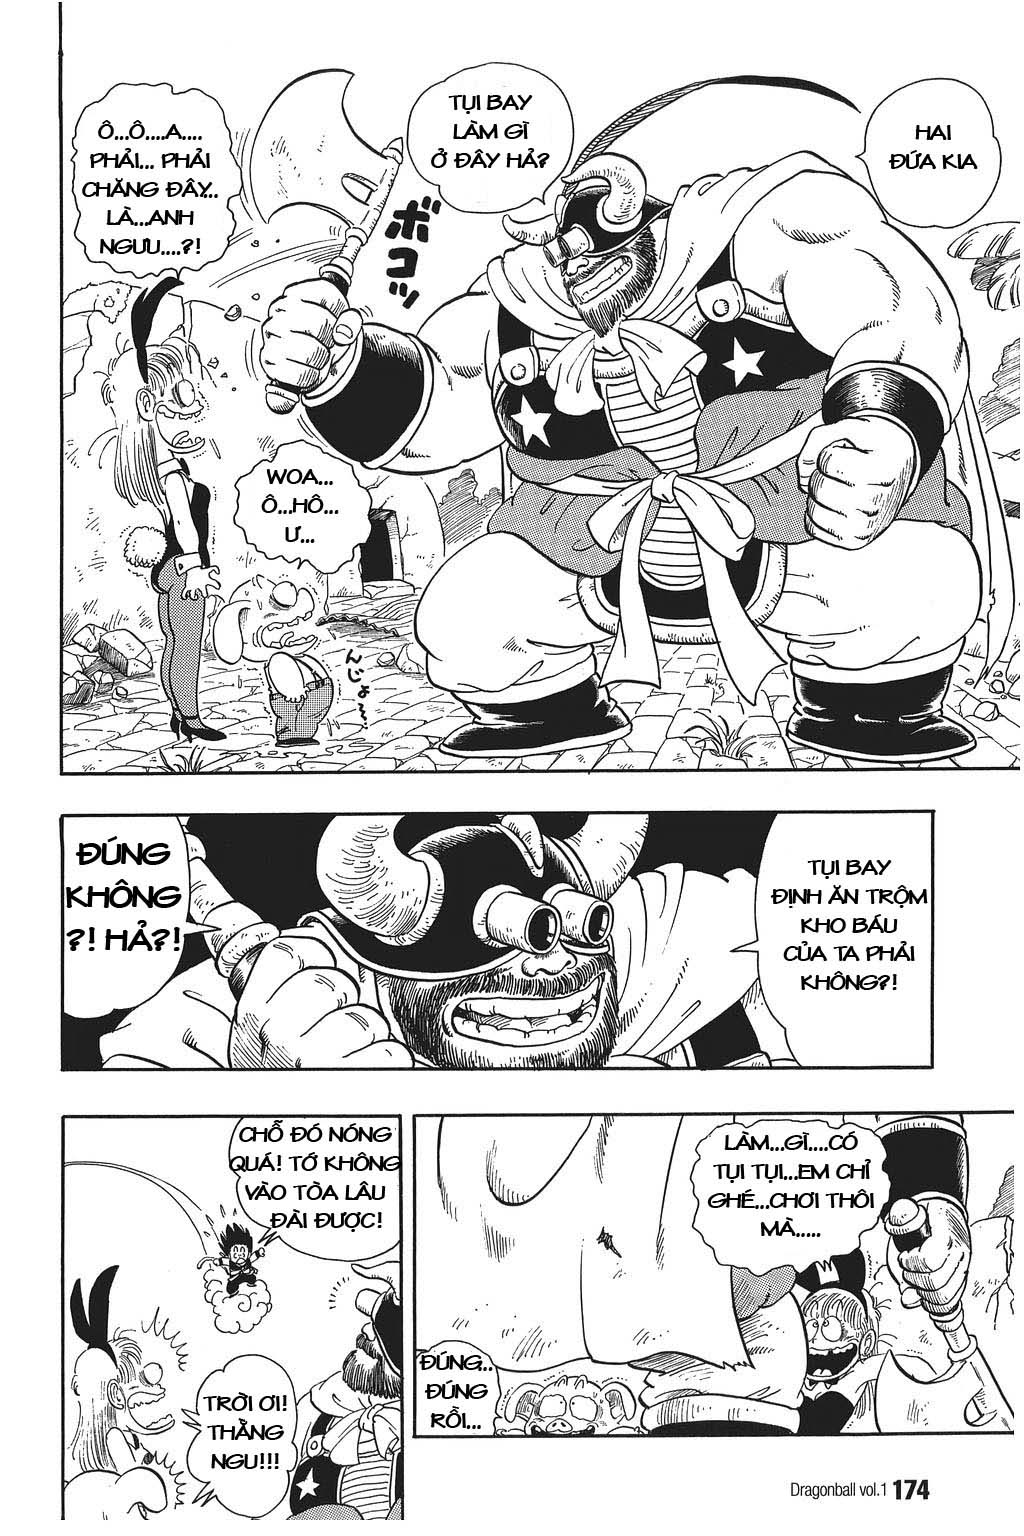 HAI
ĐỨA KIA
TỤI BAY
LÀM GÌ
Ở ĐÂY HẢ?
Ô...Ô....A....
PHẢI... PHẢI
CHĂNG ĐÂY...
LÀ...ANH
NGƯU....?!
ボコッ
WOA...
Ô...HÔ...
Ư...
んじょ〜〜
TỤI BAY
ĐỊNH ĂN TRỘM
KHO BÁU
CỦA TA PHẢI
KHÔNG?!
ĐÚNG
KHÔNG
?! HẢ?!
CHỖ ĐÓ NÓNG
QUÁ! TỚ KHÔNG
VÀO TÒA LÂU
ĐÀI ĐƯỢC!
TRỜI ƠI!
THẰNG
NGU!!!
LÀM...GÌ....CÓ
TỤI TỤI...EM CHỈ
GHÉ...CHƠI THÔI
MÀ.....
ĐÚNG..
ĐÚNG
RỒI...
Dragonball vol.1 174